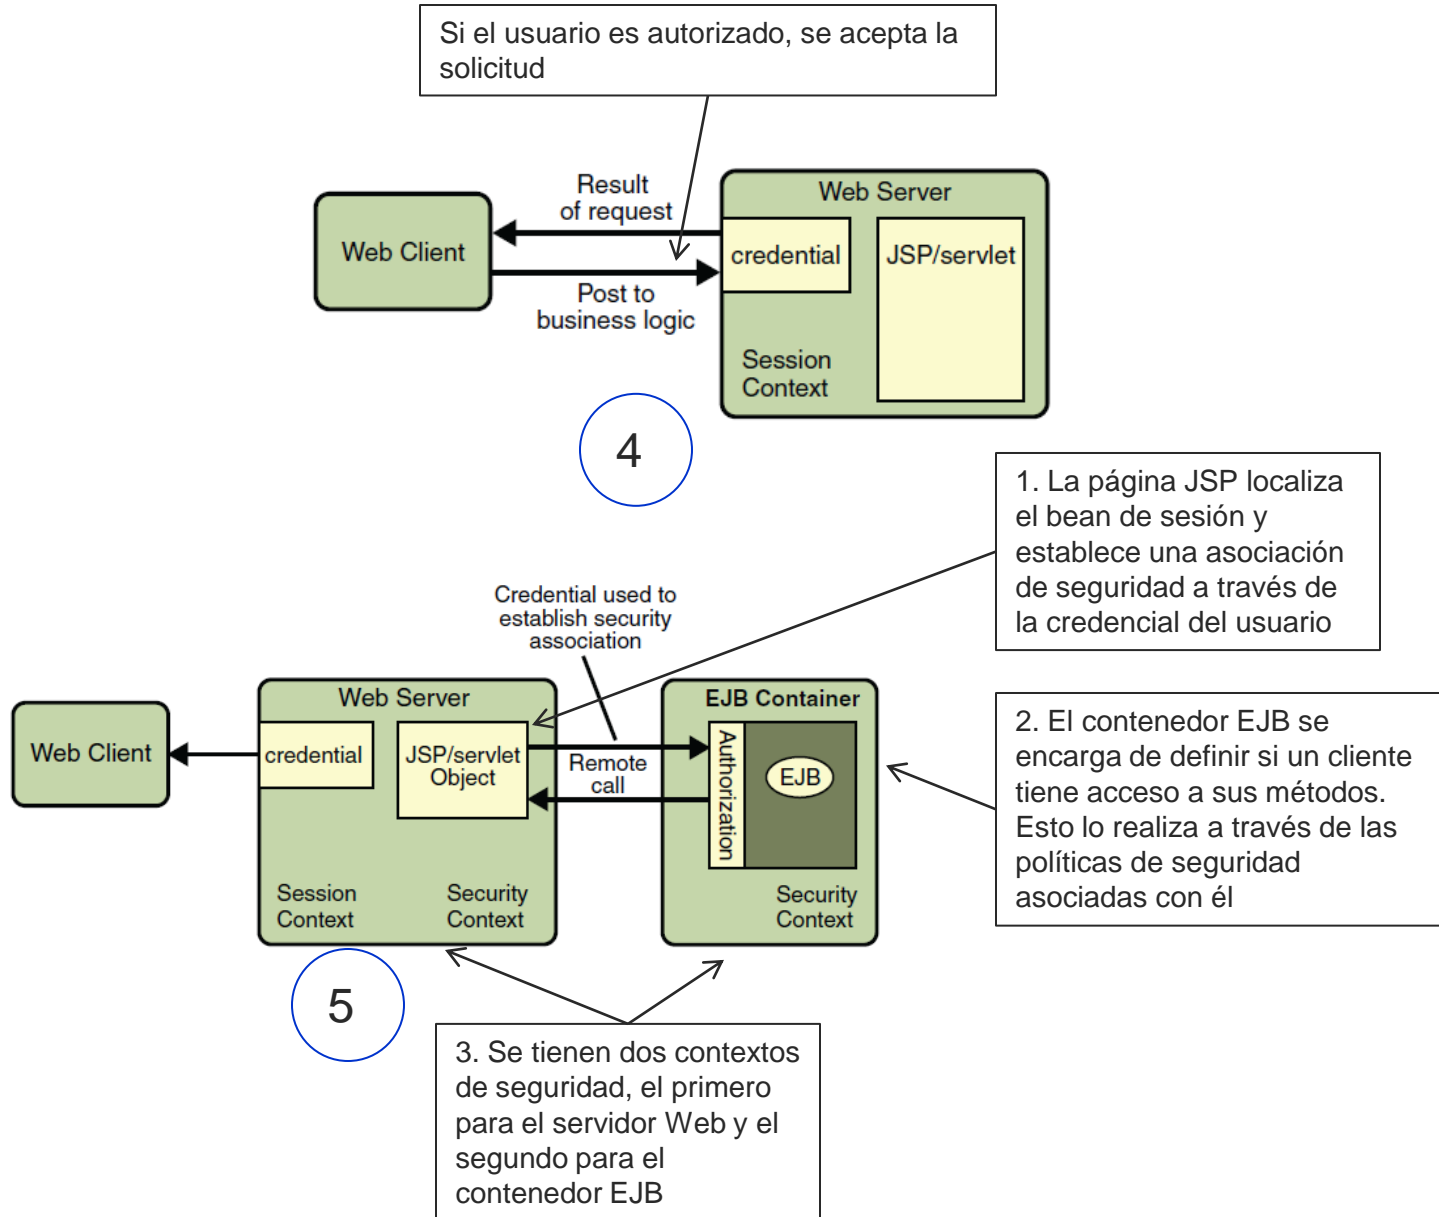 Si el usuario es autorizado, se acepta la
solicitud
Result
of request
Web Client
Post to
business logic
Web Server
credential
JSP/servlet
Session
Context
4
1. La página JSP localiza
el bean de sesión y
establece una asociación
de seguridad a través de
la credencial del usuario
Credential used to
establish security
association
Web Client
Web Server
credential
JSP/servlet
Object
Session
Context
Security
Context
Remote
call
EJB Container
Authorization
EJB
Security
Context
2. El contenedor EJB se
encarga de definir si un cliente
tiene acceso a sus métodos.
Esto lo realiza a través de las
políticas de seguridad
asociadas con él
5
3. Se tienen dos contextos
de seguridad, el primero
para el servidor Web y el
segundo para el
contenedor EJB